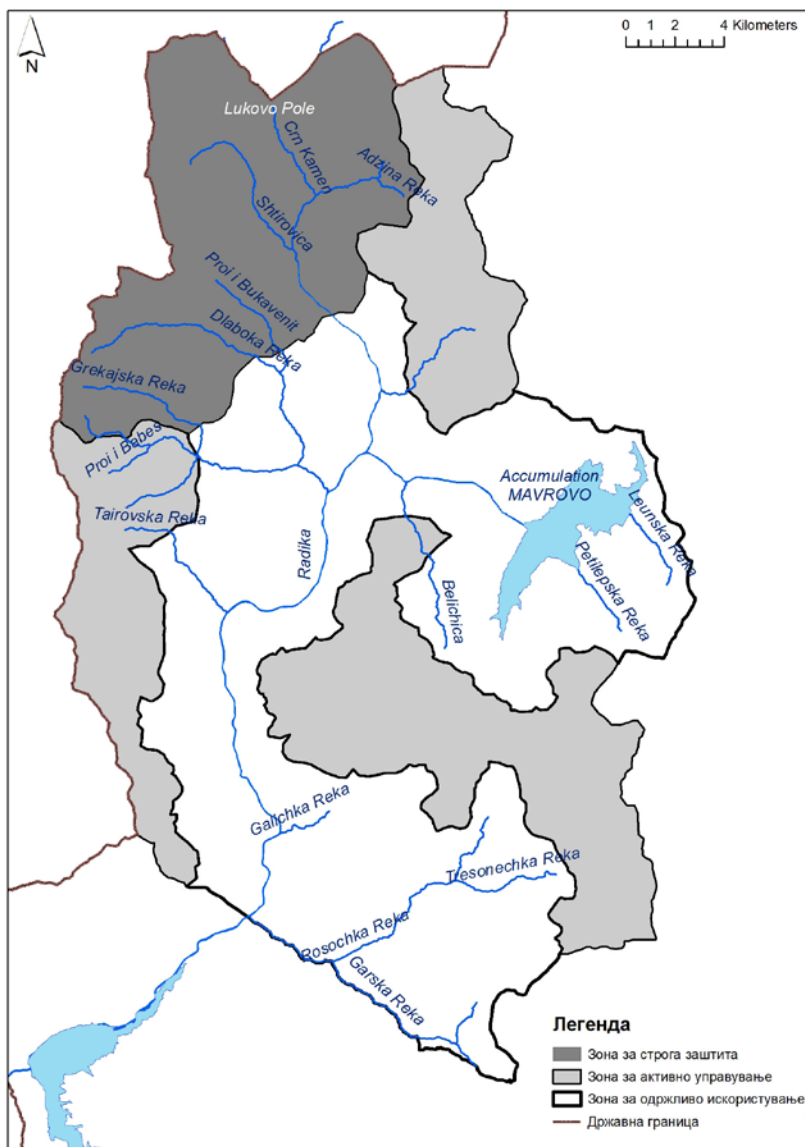 0 2 4 Kilometers
N
Lukovo Pole
Crn Kamen
Adzina Reka
Shtirovica
Proi i Bukavenit
Dlaboka Reka
Grekajska Reka
Proi i Babes
Tairovska Reka
Radika
Accumulation
MAVROVO
Leunska Reka
Petilepska Reka
Belichica
Galichka Reka
Tresonechka Reka
Rosochka Reka
Garska Reka
Легенда
Зона за строга заштита
Зона за активно управување
Зона за одржливо искористување
Државна граница